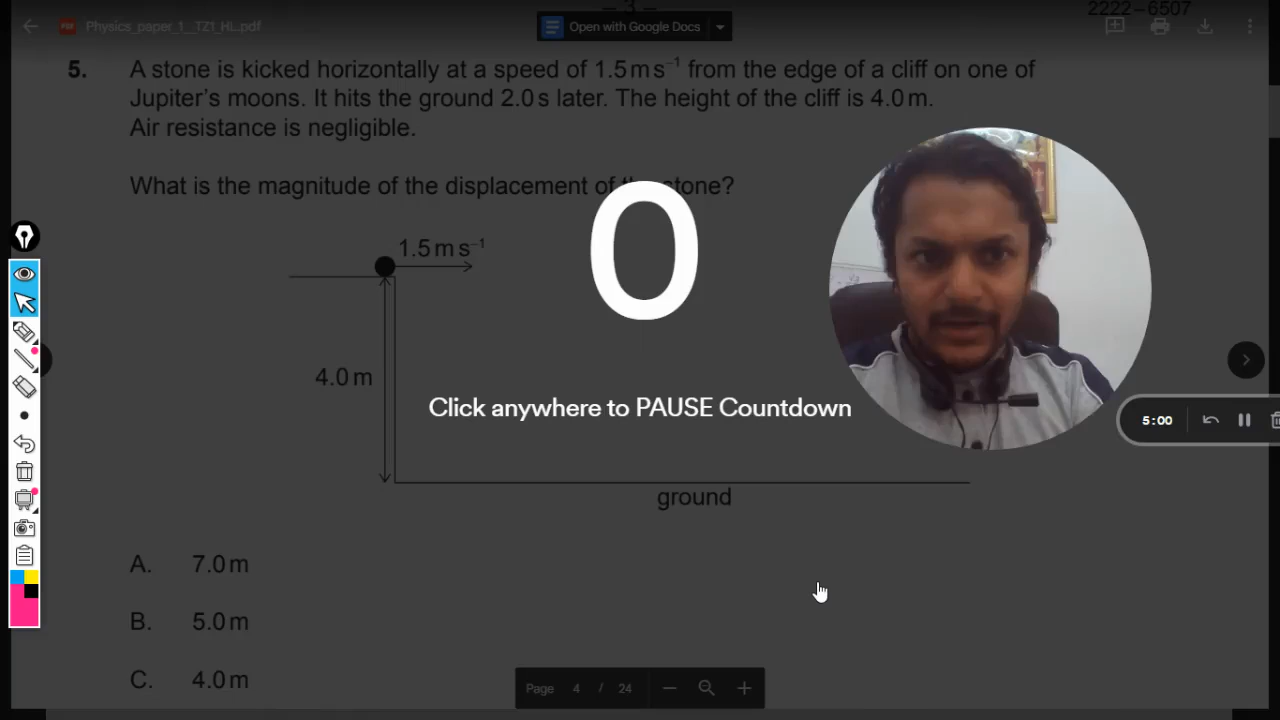 – 3 –
2222–6507
Physics_paper_1__TZ1_HL.pdf
Open with Google Docs
5. A stone is kicked horizontally at a speed of 1.5 m s⁻¹ from the edge of a cliff on one of
Jupiter's moons. It hits the ground 2.0 s later. The height of the cliff is 4.0 m.
Air resistance is negligible.
What is the magnitude of the displacement of stone?
0
1.5 m s⁻¹
4.0 m
Click anywhere to PAUSE Countdown
5:00
ground
A. 7.0 m
B. 5.0 m
C. 4.0 m
Page 4 / 24